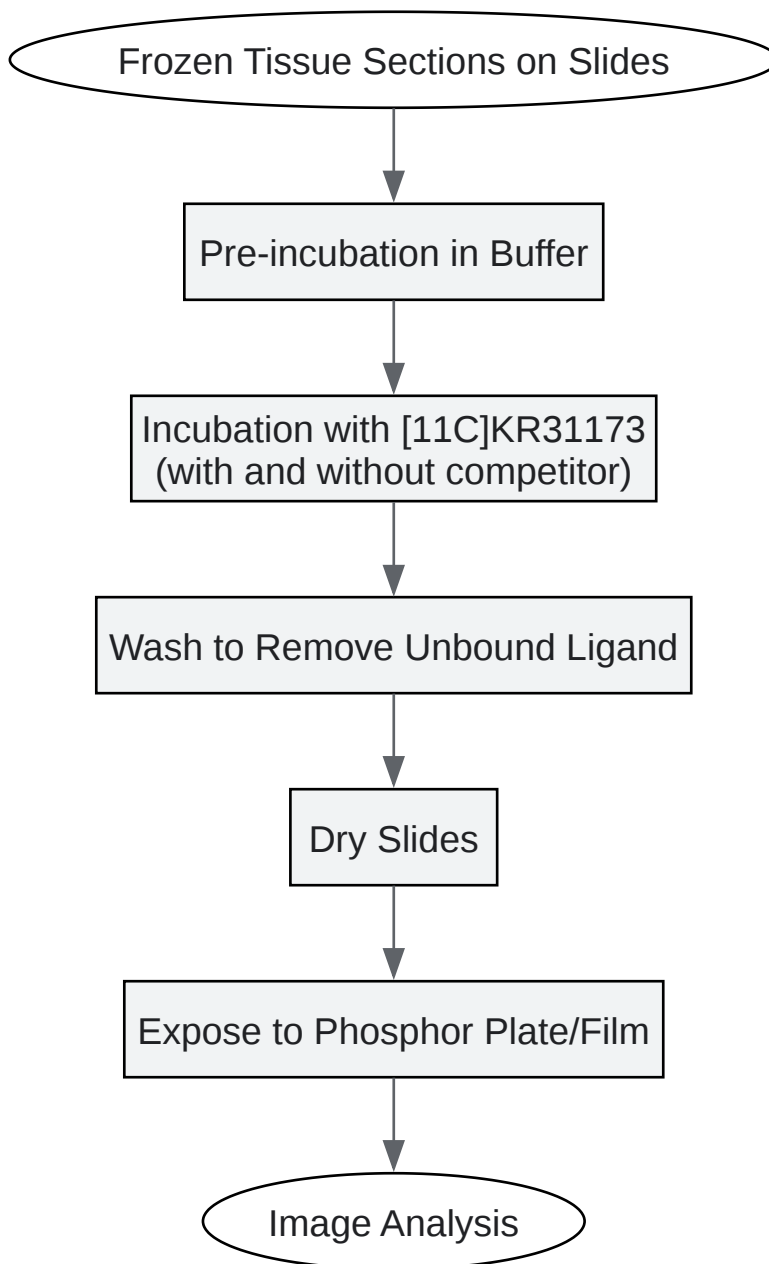 Frozen Tissue Sections on Slides
Pre-incubation in Buffer
Incubation with [11C]KR31173
(with and without competitor)
Wash to Remove Unbound Ligand
Dry Slides
Expose to Phosphor Plate/Film
Image Analysis